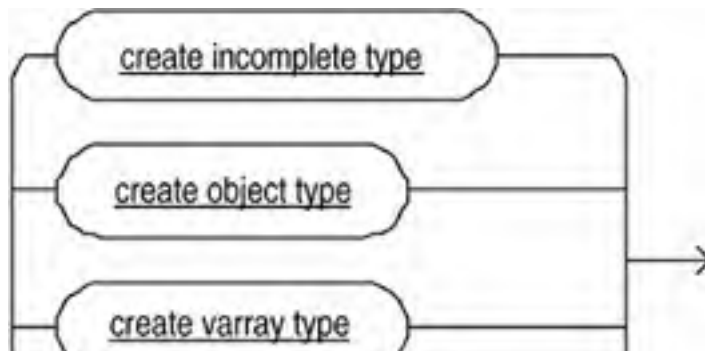 create incomplete type
create object type
create varray type